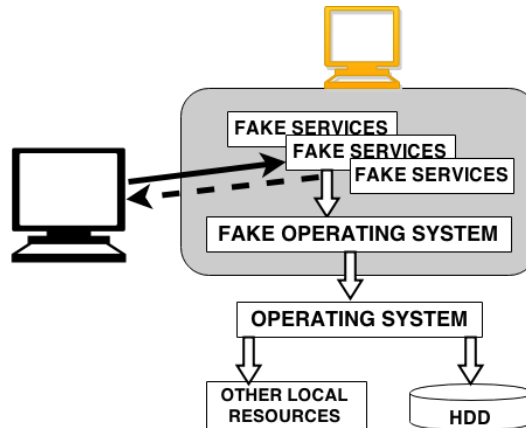 FAKE SERVICES
FAKE SERVICES
FAKE SERVICES
FAKE OPERATING SYSTEM
OPERATING SYSTEM
OTHER LOCAL
RESOURCES
HDD